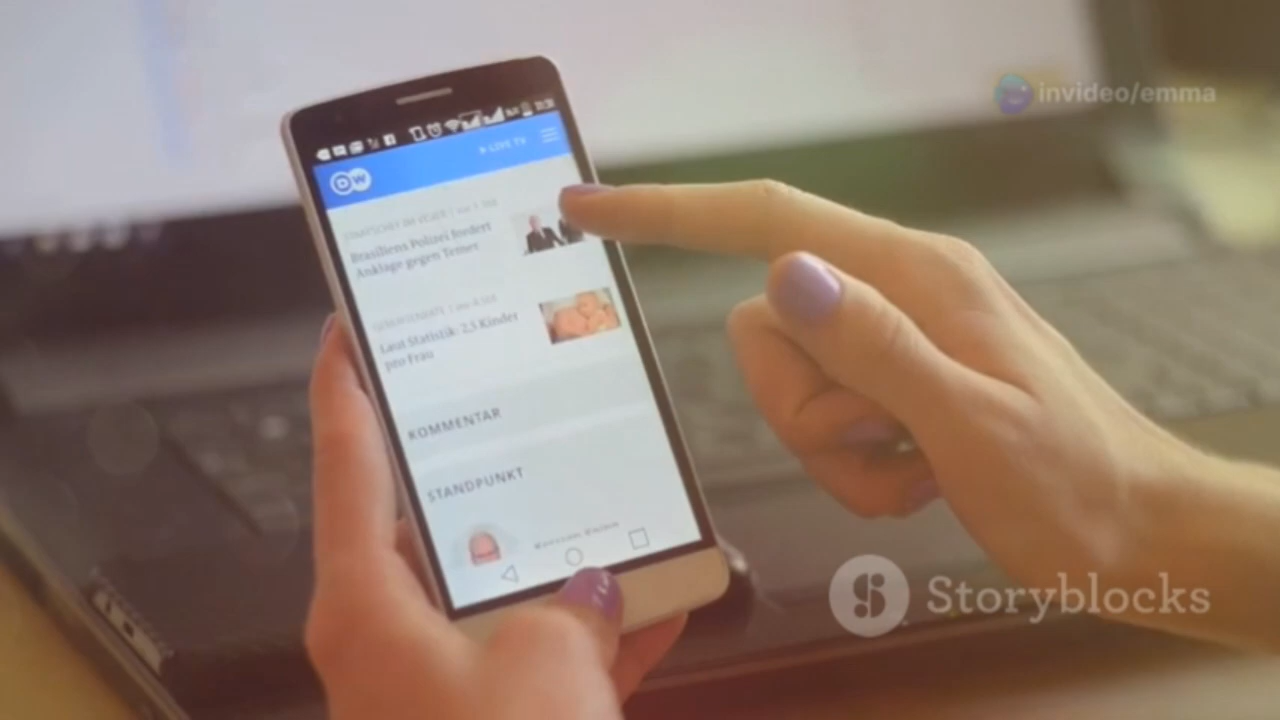 invideo/emma
LIVE TV
DW
Brasiliens Polizei fordert
Anklage gegen Temer
Laut Statistik: 2,5 Kinder
pro Frau
KOMMENTAR
STANDPUNKT
Storyblocks